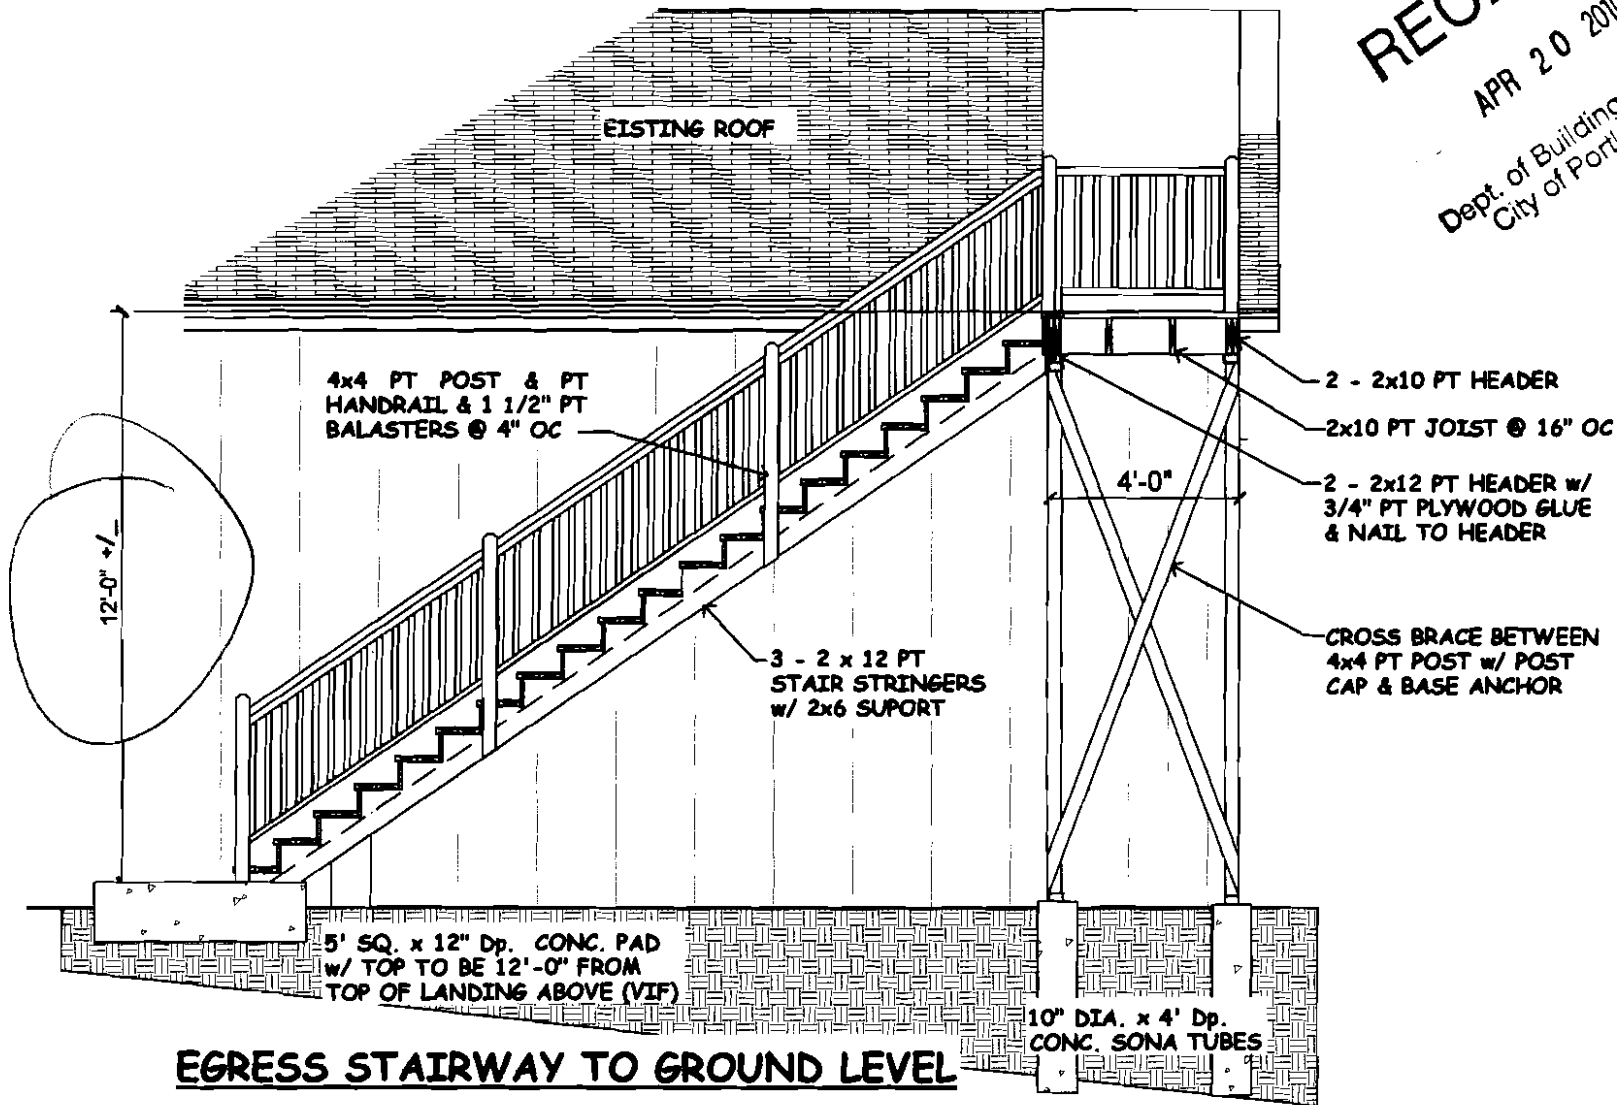 APR 20 201
Dept. of Building
City of Portl
EISTING ROOF
4x4 PT POST & PT
HANDRAIL & 1 1/2" PT
BALASTERS @ 4" OC
2 - 2x10 PT HEADER
2x10 PT JOIST @ 16" OC
4'-0"
2 - 2x12 PT HEADER w/
3/4" PT PLYWOOD GLUE
& NAIL TO HEADER
12'-0" +/_
3 - 2 x 12 PT
STAIR STRINGERS
w/ 2x6 SUPORT
CROSS BRACE BETWEEN
4x4 PT POST w/ POST
CAP & BASE ANCHOR
5' SQ. x 12" Dp. CONC. PAD
w/ TOP TO BE 12'-0" FROM
TOP OF LANDING ABOVE (VIF)
10" DIA. x 4' Dp.
CONC. SONA TUBES
EGRESS STAIRWAY TO GROUND LEVEL